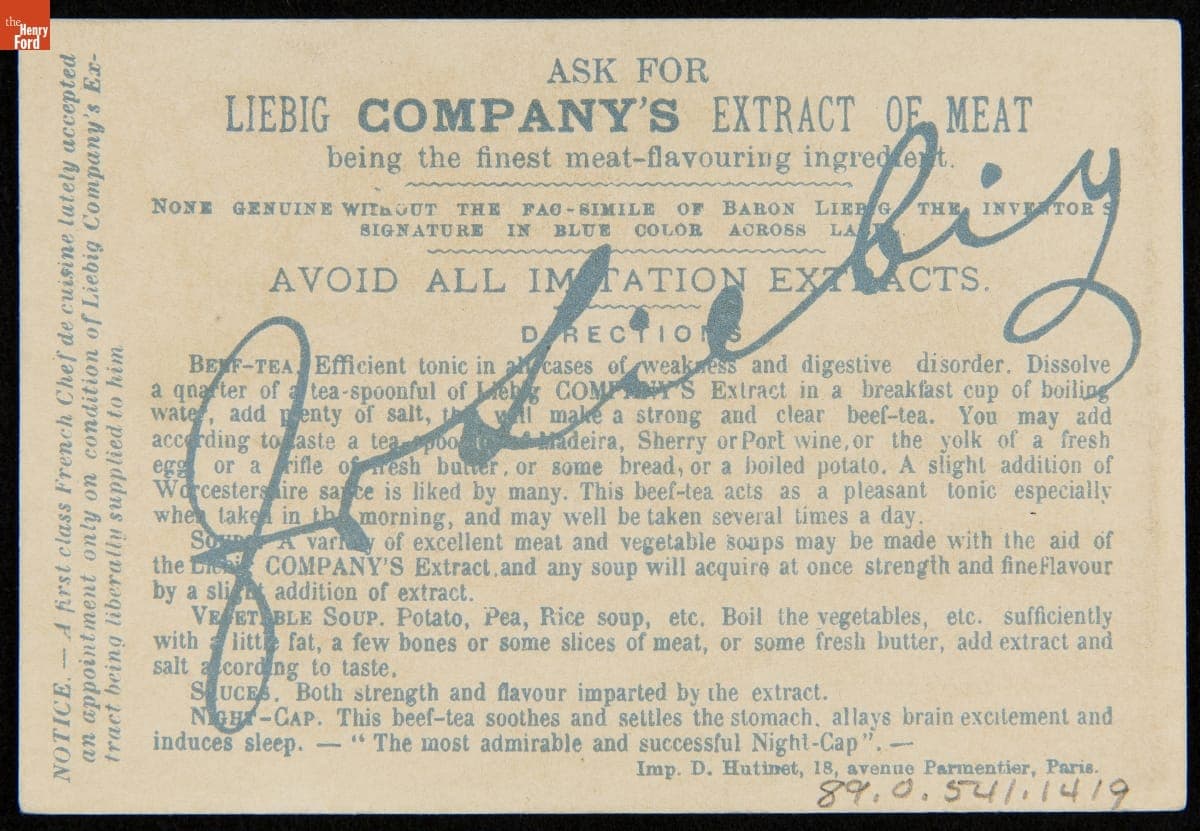 the
Henry
Ford
NOTICE. — A first class French Chef de cuisine lately accepted
an appointment only on condition of Liebig Company's Ex-
tract being liberally supplied to him
ASK FOR
LIEBIG COMPANY'S EXTRACT OF MEAT
being the finest meat-flavouring ingredient.
NONE GENUINE WITHOUT THE FAC-SIMILE OF BARON LIEBIG THE INVENTOR'S
SIGNATURE IN BLUE COLOR ACROSS LABEL.
AVOID ALL IMITATION EXTRACTS.
DIRECTIONS
BEEF-TEA. Efficient tonic in all cases of weakness and digestive disorder. Dissolve
a quarter of a tea-spoonful of Liebig COMPANY'S Extract in a breakfast cup of boiling
water, add plenty of salt, this will make a strong and clear beef-tea. You may add
according to taste a tea-spoonful of Madeira, Sherry or Port wine, or the yolk of a fresh
egg, or a trifle of fresh butter, or some bread, or a boiled potato. A slight addition of
Worcestershire sauce is liked by many. This beef-tea acts as a pleasant tonic especially
when taken in the morning, and may well be taken several times a day.
SOUPS. A variety of excellent meat and vegetable soups may be made with the aid of
the Liebig COMPANY'S Extract, and any soup will acquire at once strength and fine Flavour
by a slight addition of extract.
VEGETABLE SOUP. Potato, Pea, Rice soup, etc. Boil the vegetables, etc. sufficiently
with a little fat, a few bones or some slices of meat, or some fresh butter, add extract and
salt according to taste.
SAUCES. Both strength and flavour imparted by the extract.
NIGHT-CAP. This beef-tea soothes and settles the stomach, allays brain excitement and
induces sleep. — "The most admirable and successful Night-Cap". —
Imp. D. Hutinet, 18, avenue Parmentier, Paris.
J v Liebig
89.0.541.1419